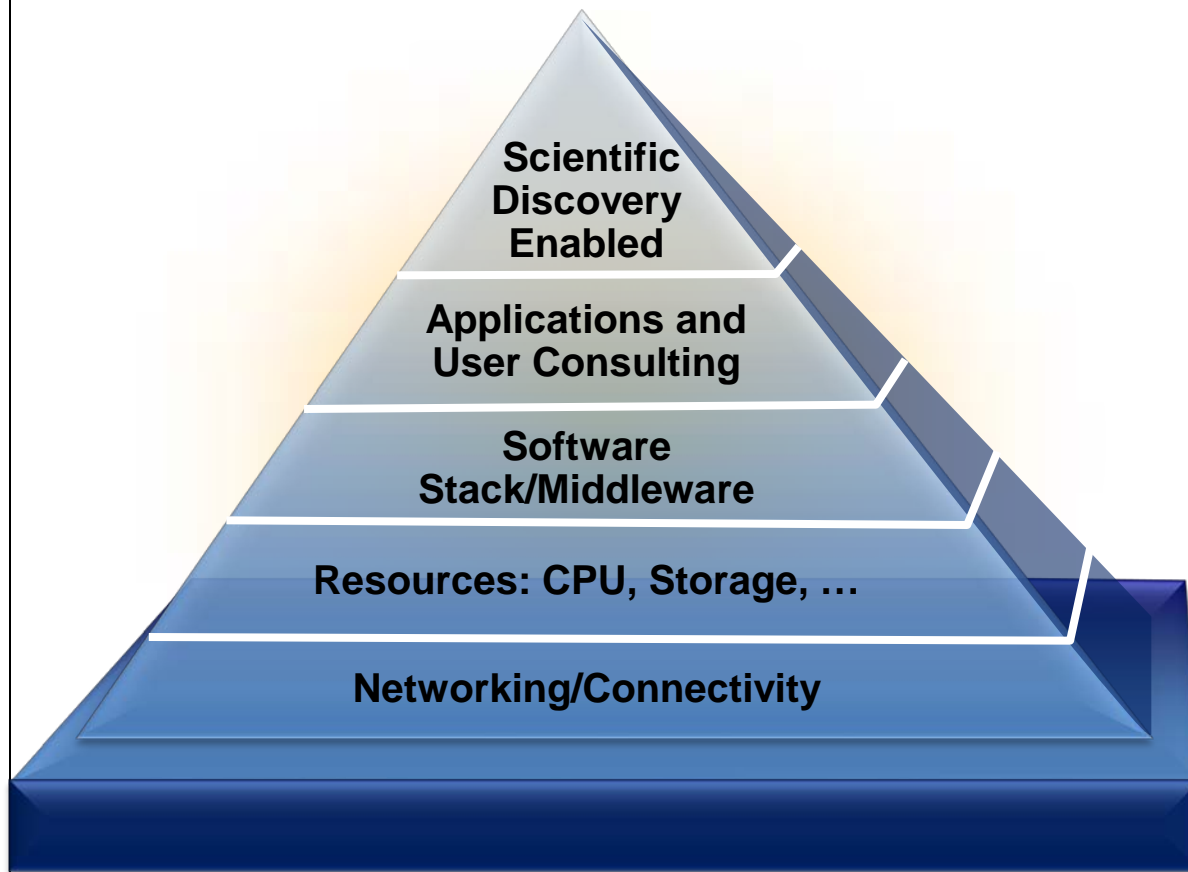 Scientific
Discovery
Enabled
Applications and
User Consulting
Software
Stack/Middleware
Resources: CPU, Storage, …
Networking/Connectivity